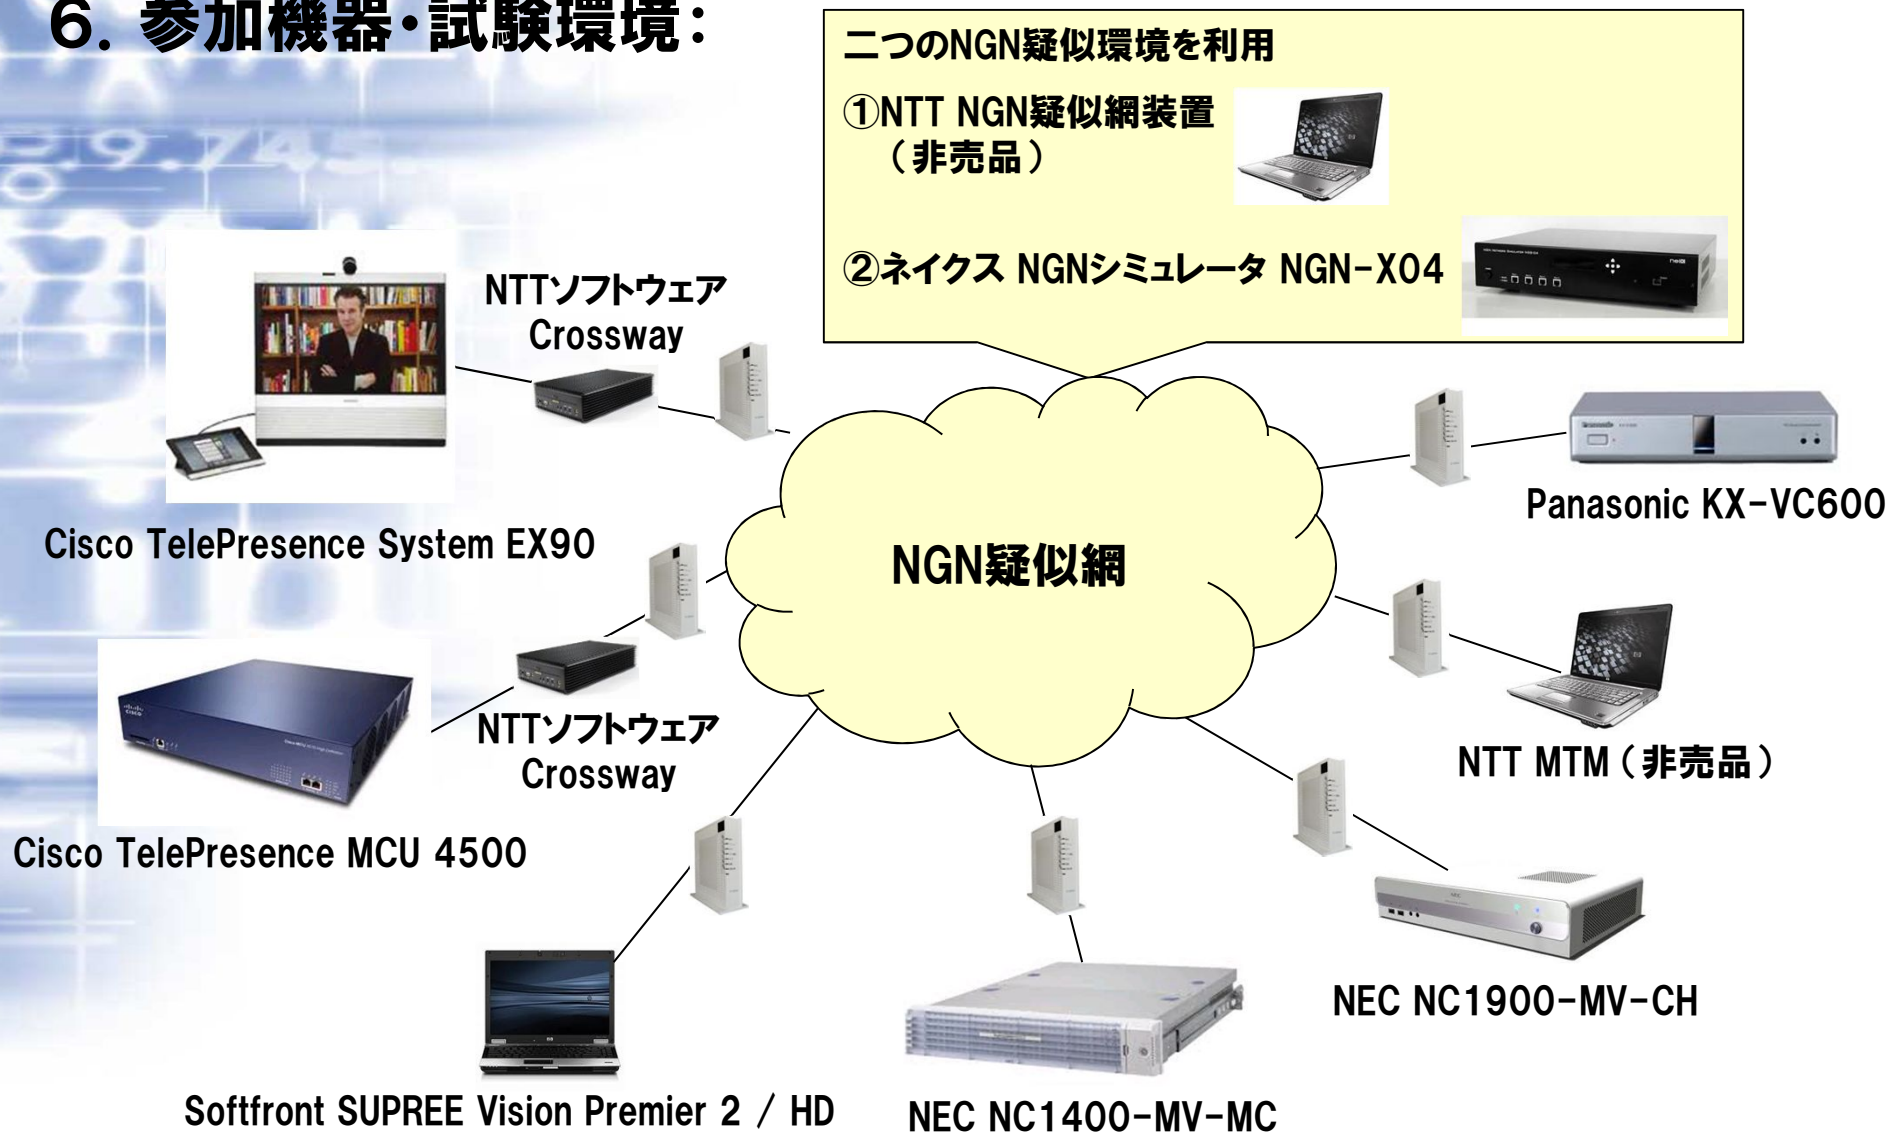 6. 参加機器・試験環境：
二つのNGN疑似環境を利用
①NTT NGN疑似網装置
（非売品）
②ネイクス NGNシミュレータ NGN-X04
NTTソフトウェア
Crossway
Cisco TelePresence System EX90
Panasonic KX-VC600
NGN疑似網
NTTソフトウェア
Crossway
NTT MTM（非売品）
CISCO
Cisco TelePresence MCU 4500
NEC NC1900-MV-CH
Softfront SUPREE Vision Premier 2 / HD
NEC NC1400-MV-MC